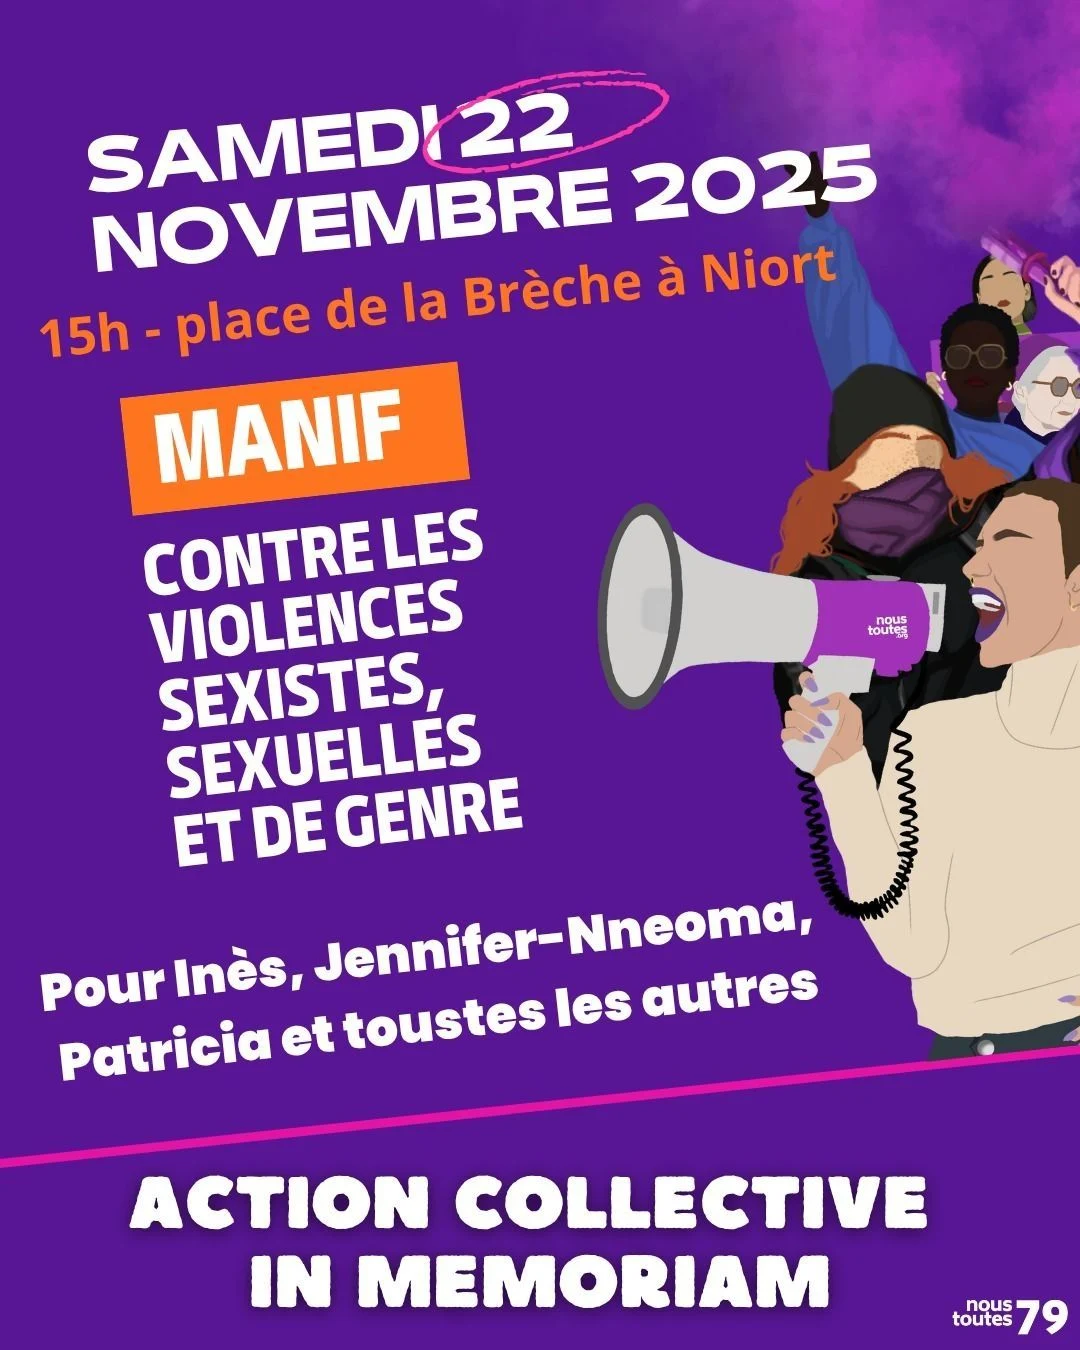 SAMEDI 22
NOVEMBRE 2025
15h - place de la Brèche à Niort
MANIF
CONTRE LES
VIOLENCES
SEXISTES,
SEXUELLES
ET DE GENRE
nous
toutes
.org
Pour Inès, Jennifer-Nneoma,
Patricia et toustes les autres
ACTION COLLECTIVE
IN MEMORIAM
nous
toutes 79